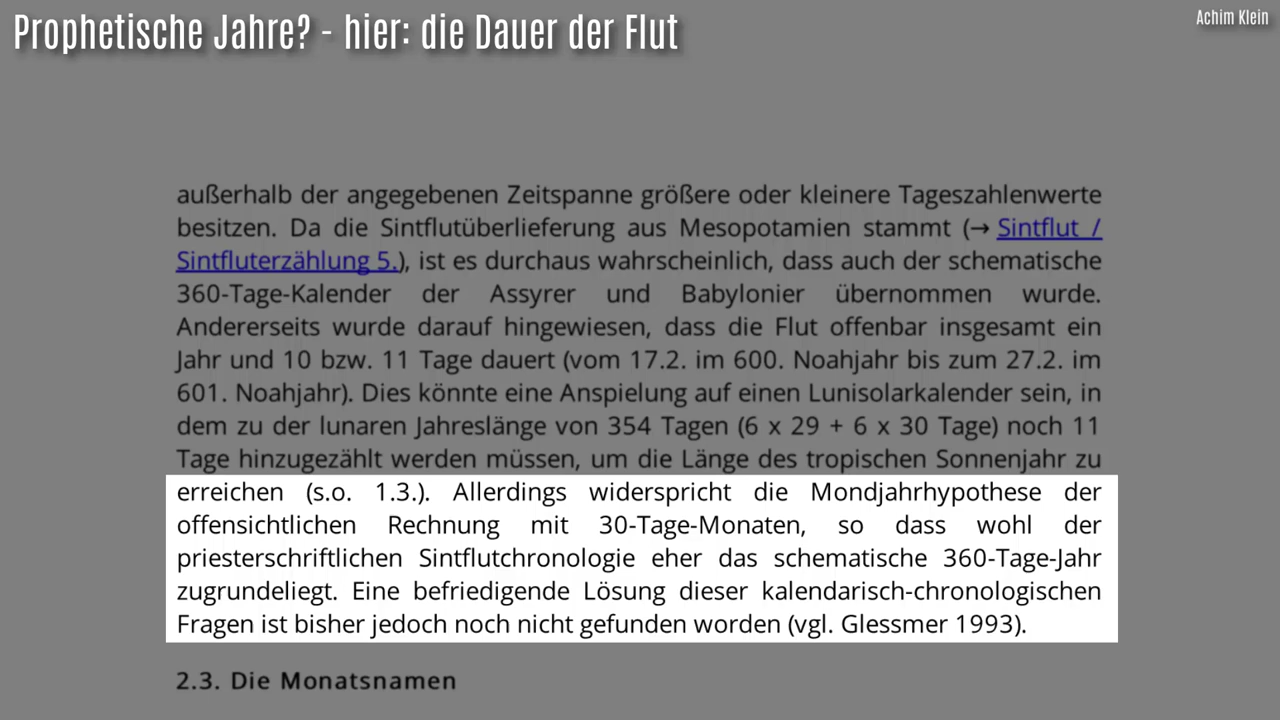 Prophetische Jahre? - hier: die Dauer der Flut
Achim Klein
außerhalb der angegebenen Zeitspanne größere oder kleinere Tageszahlenwerte
besitzen. Da die Sintflutüberlieferung aus Mesopotamien stammt (→ Sintflut /
Sintfluterzählung 5.), ist es durchaus wahrscheinlich, dass auch der schematische
360-Tage-Kalender der Assyrer und Babylonier übernommen wurde.
Andererseits wurde darauf hingewiesen, dass die Flut offenbar insgesamt ein
Jahr und 10 bzw. 11 Tage dauert (vom 17.2. im 600. Noahjahr bis zum 27.2. im
601. Noahjahr). Dies könnte eine Anspielung auf einen Lunisolarkalender sein, in
dem zu der lunaren Jahreslänge von 354 Tagen (6 x 29 + 6 x 30 Tage) noch 11
Tage hinzugezählt werden müssen, um die Länge des tropischen Sonnenjahr zu
erreichen (s.o. 1.3.). Allerdings widerspricht die Mondjahrhypothese der
offensichtlichen Rechnung mit 30-Tage-Monaten, so dass wohl der
priesterschriftlichen Sintflutchronologie eher das schematische 360-Tage-Jahr
zugrundeliegt. Eine befriedigende Lösung dieser kalendarisch-chronologischen
Fragen ist bisher jedoch noch nicht gefunden worden (vgl. Glessmer 1993).
2.3. Die Monatsnamen